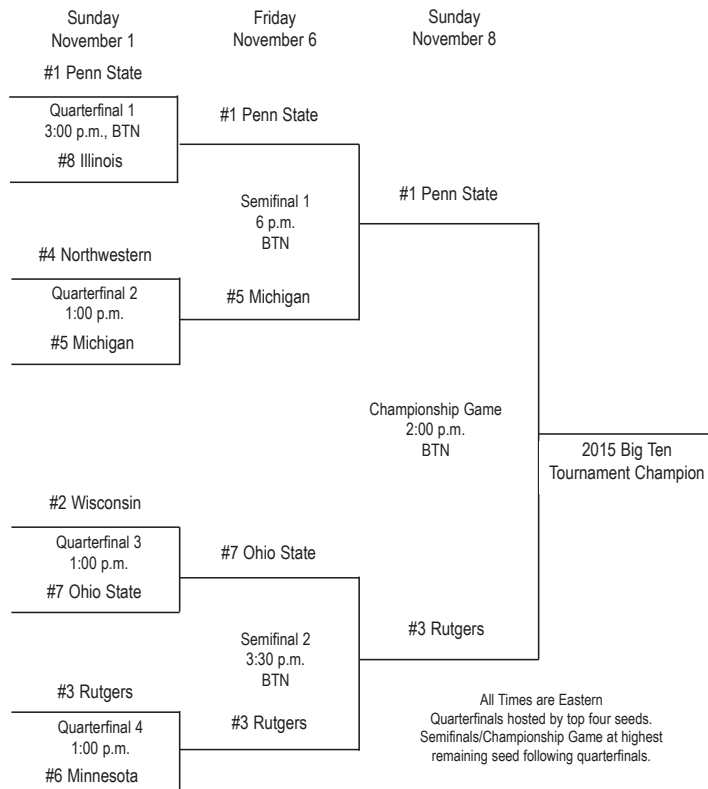 Sunday
November 1
Friday
November 6
Sunday
November 8
#1 Penn State
Quarterfinal 1
3:00 p.m., BTN
#8 Illinois
#1 Penn State
Semifinal 1
6 p.m.
BTN
#1 Penn State
#4 Northwestern
Quarterfinal 2
1:00 p.m.
#5 Michigan
#5 Michigan
Championship Game
2:00 p.m.
BTN
2015 Big Ten
Tournament Champion
#2 Wisconsin
Quarterfinal 3
1:00 p.m.
#7 Ohio State
#7 Ohio State
Semifinal 2
3:30 p.m.
BTN
#3 Rutgers
#3 Rutgers
Quarterfinal 4
1:00 p.m.
#6 Minnesota
#3 Rutgers
All Times are Eastern
Quarterfinals hosted by top four seeds.
Semifinals/Championship Game at highest
remaining seed following quarterfinals.